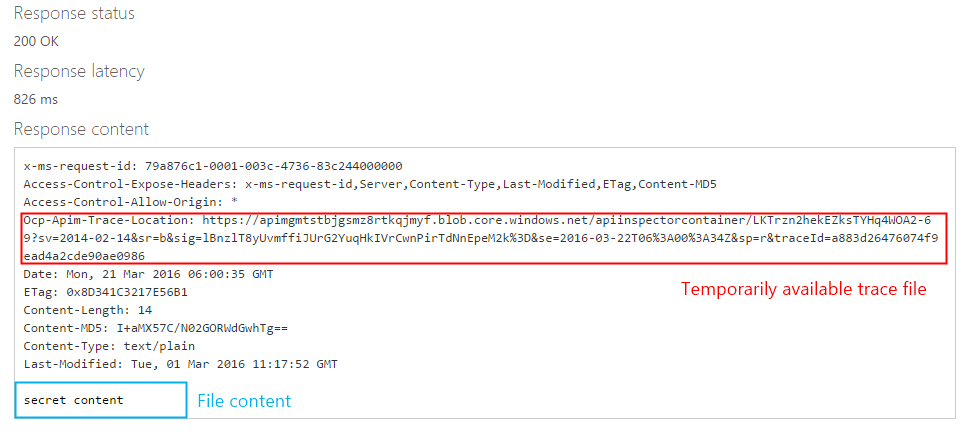 Response status
200 OK
Response latency
826 ms
Response content
x-ms-request-id: 79a876c1-0001-003c-4736-83c244000000
Access-Control-Expose-Headers: x-ms-request-id,Server,Content-Type,Last-Modified,ETag,Content-MD5
Access-Control-Allow-Origin: *
Ocp-Apim-Trace-Location: https://apimgmtstbjgsmz8rtkqjmyf.blob.core.windows.net/apiinspectorcontainer/LKTrzn2hekEZksTYHq4WOA2-6
9?sv=2014-02-14&sr=b&sig=lBnzlT8yUvmffiJUrG2YuqHkIVrCwnPirTdNnEpeM2k%3D&se=2016-03-22T06%3A00%3A34Z&sp=r&traceId=a883d26476074f9
ead4a2cde90ae0986
Date: Mon, 21 Mar 2016 06:00:35 GMT
ETag: 0x8D341C3217E56B1
Temporarily available trace file
Content-Length: 14
Content-MD5: I+aMX57C/N02GORWdGwhTg==
Content-Type: text/plain
Last-Modified: Tue, 01 Mar 2016 11:17:52 GMT
secret content
File content